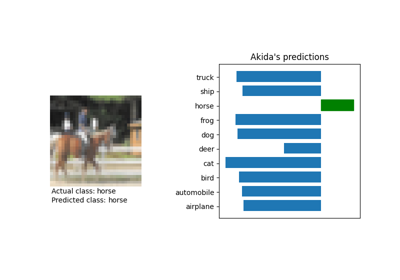 Akida's predictions
truck
ship
horse
frog
dog
deer
cat
bird
automobile
airplane
Actual class: horse
Predicted class: horse